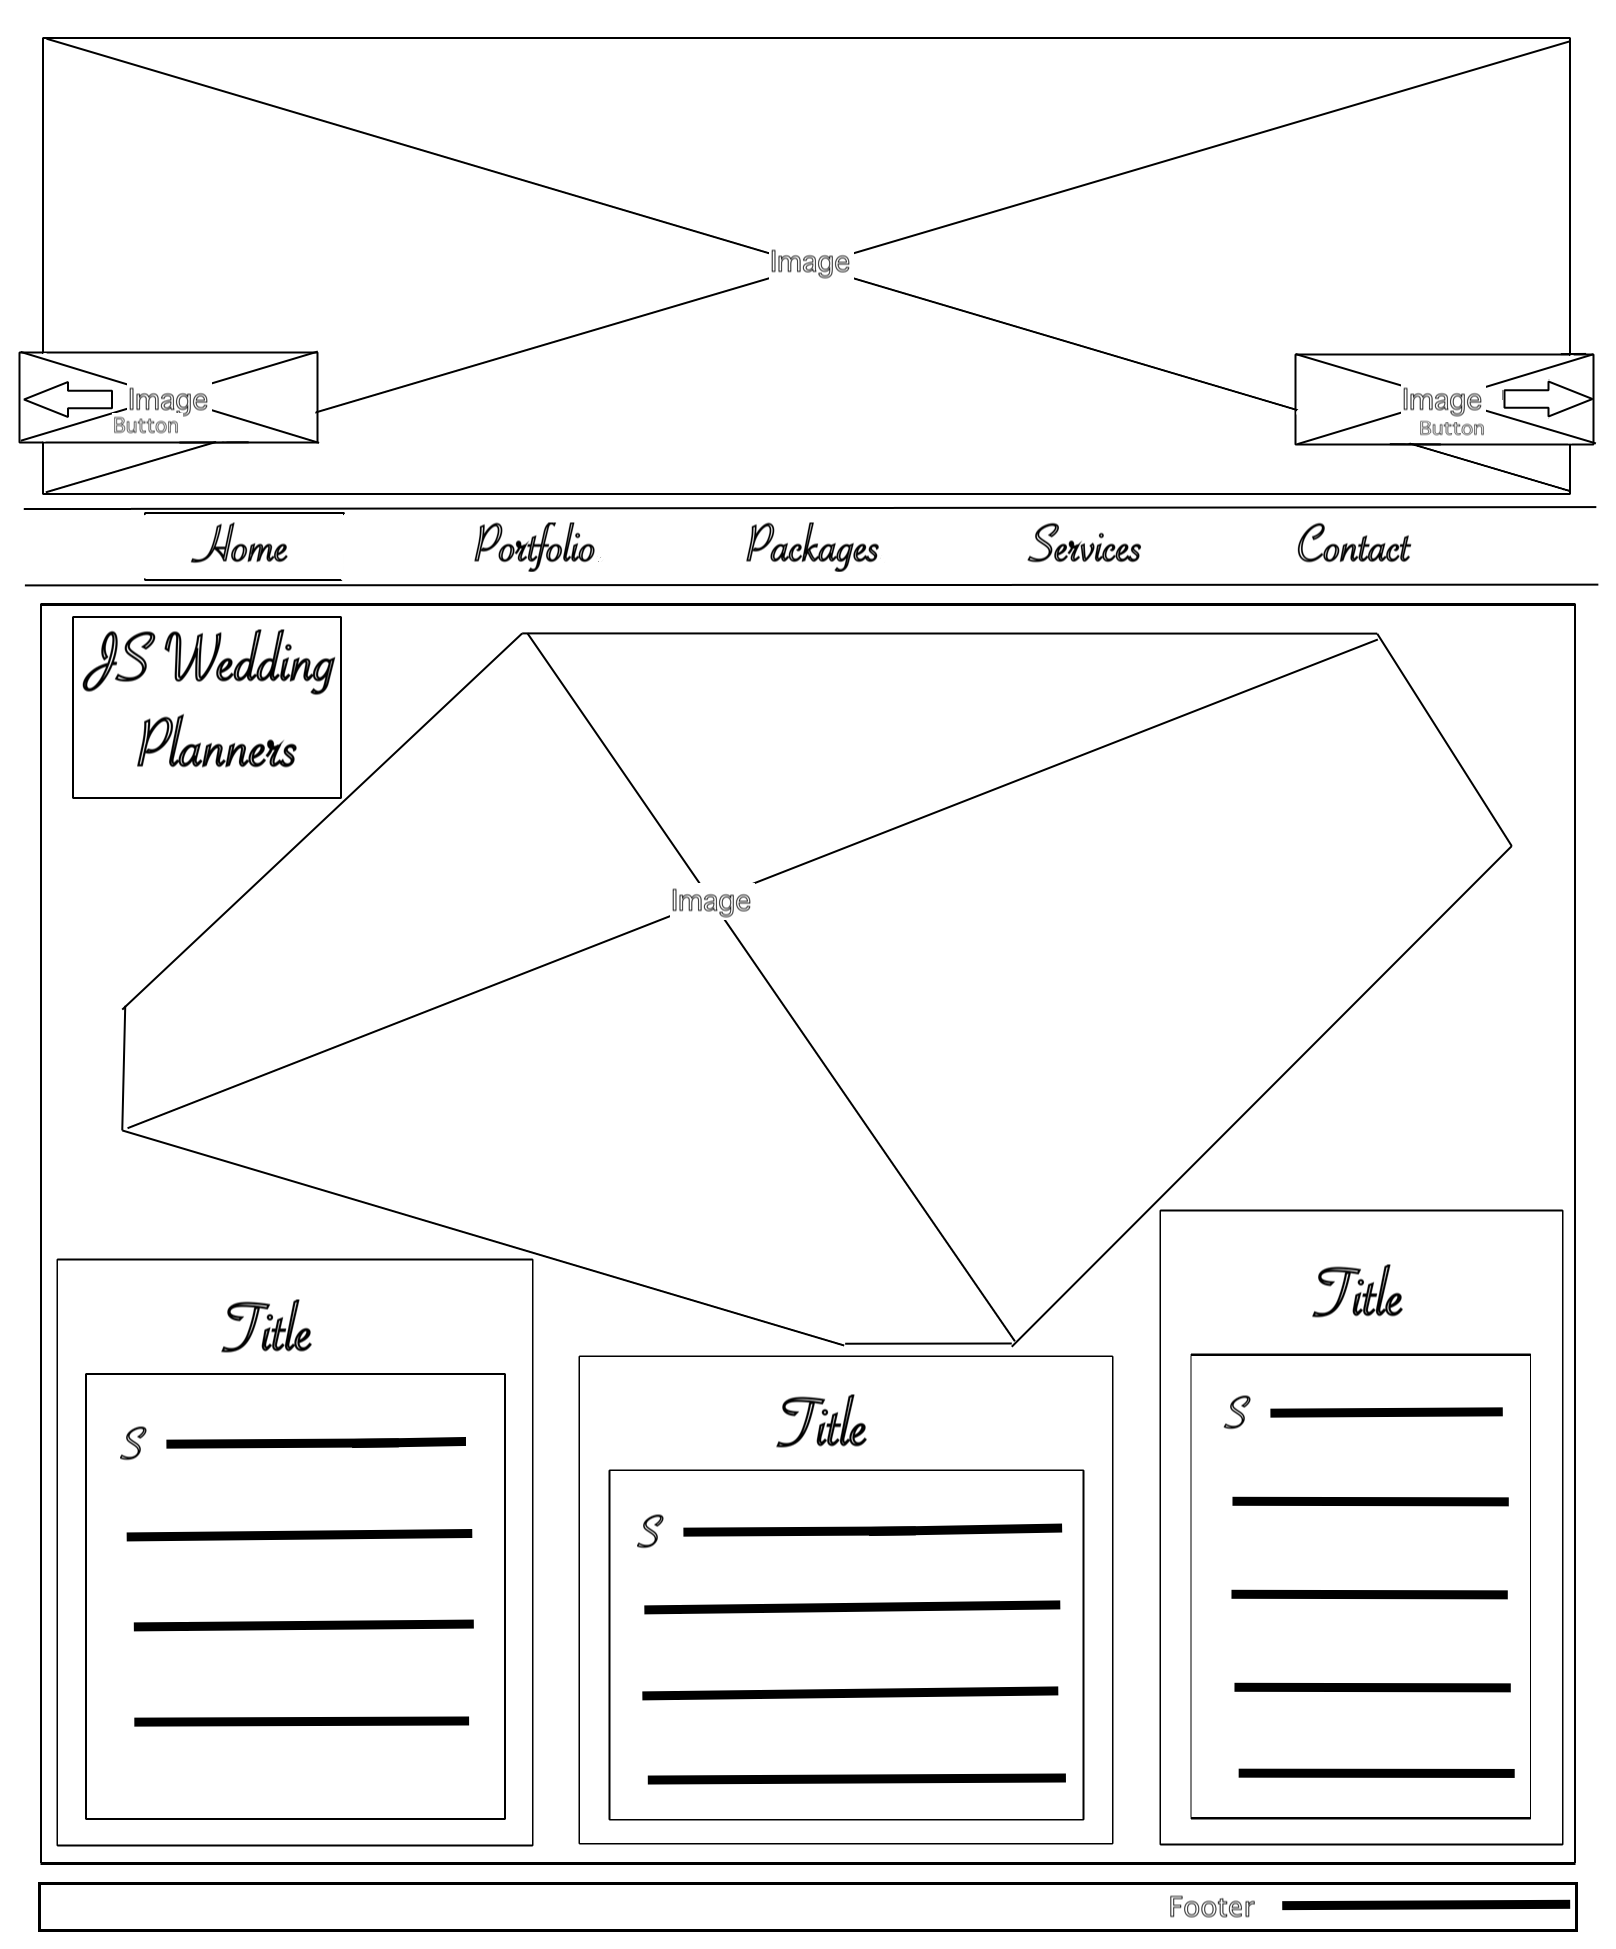 Image
Image
Button
Image
Button
Home Portfolio Packages Services Contact
JS Wedding
Planners
Image
Title
S
Title
S
Title
S
Footer